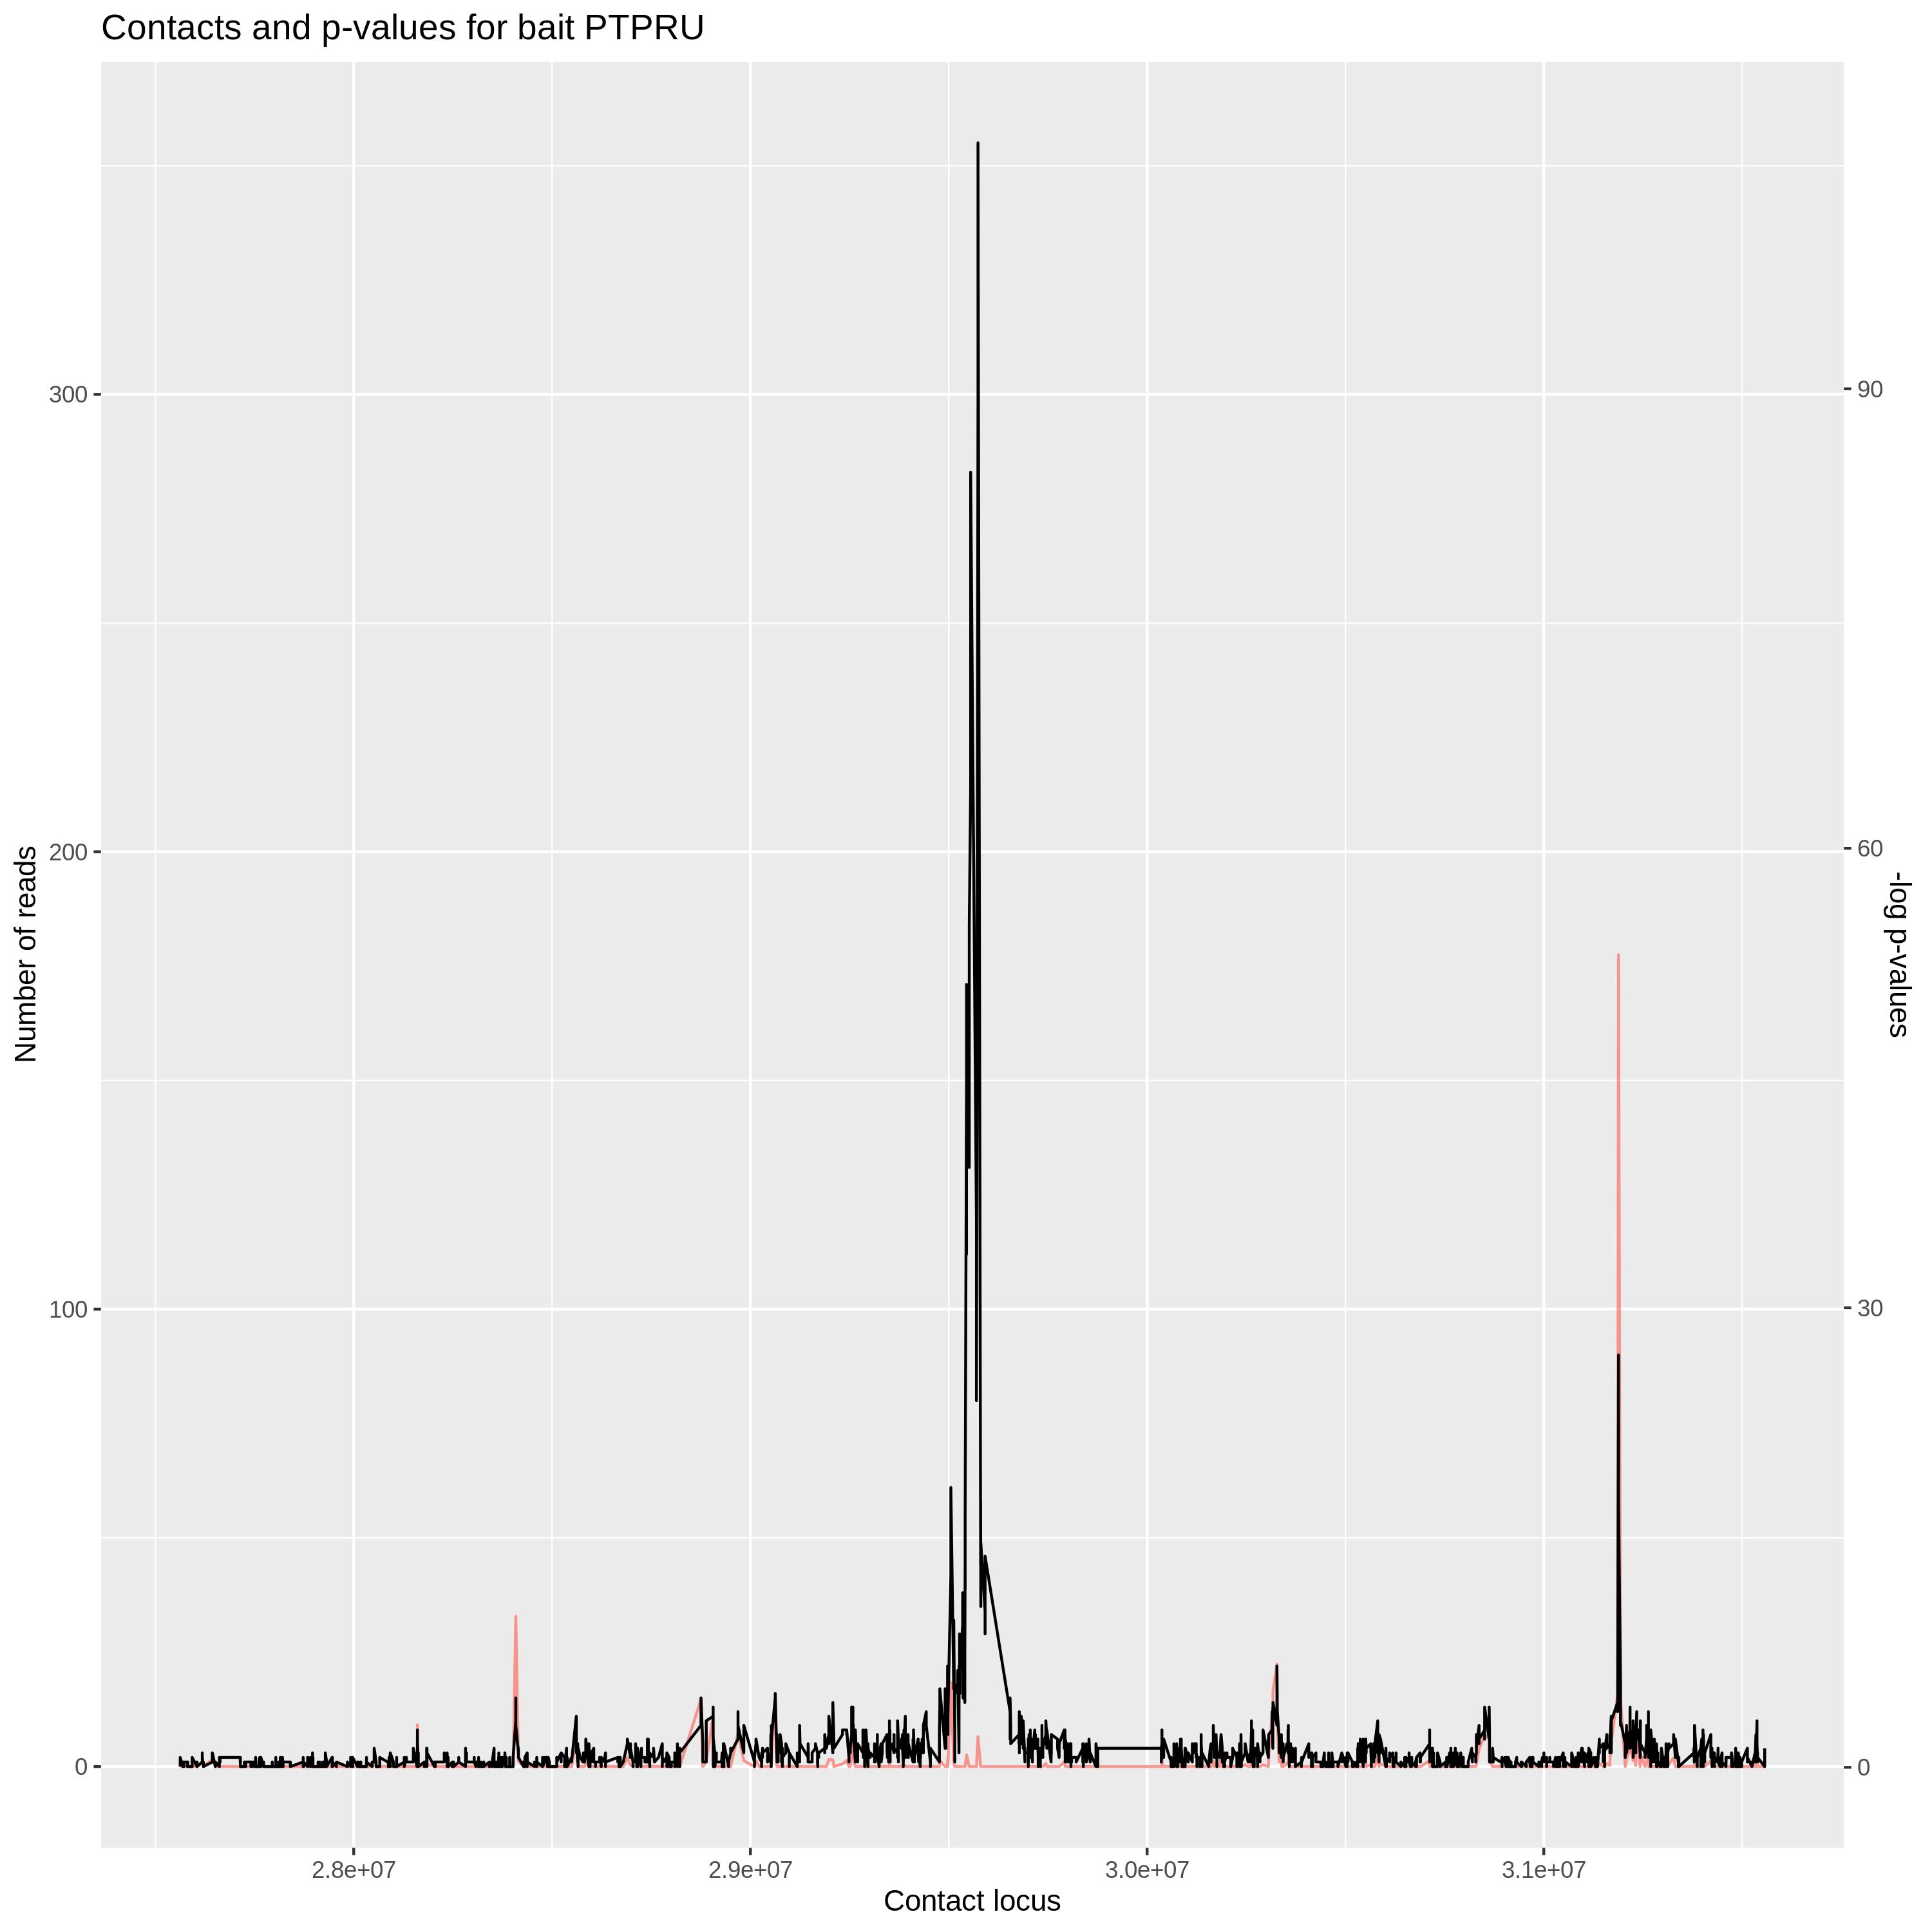 Contacts and p-values for bait PTPRU
Number of reads
300
200
100
0
90
60
30
0
-log p-values
2.8e+07 2.9e+07 3.0e+07 3.1e+07
Contact locus